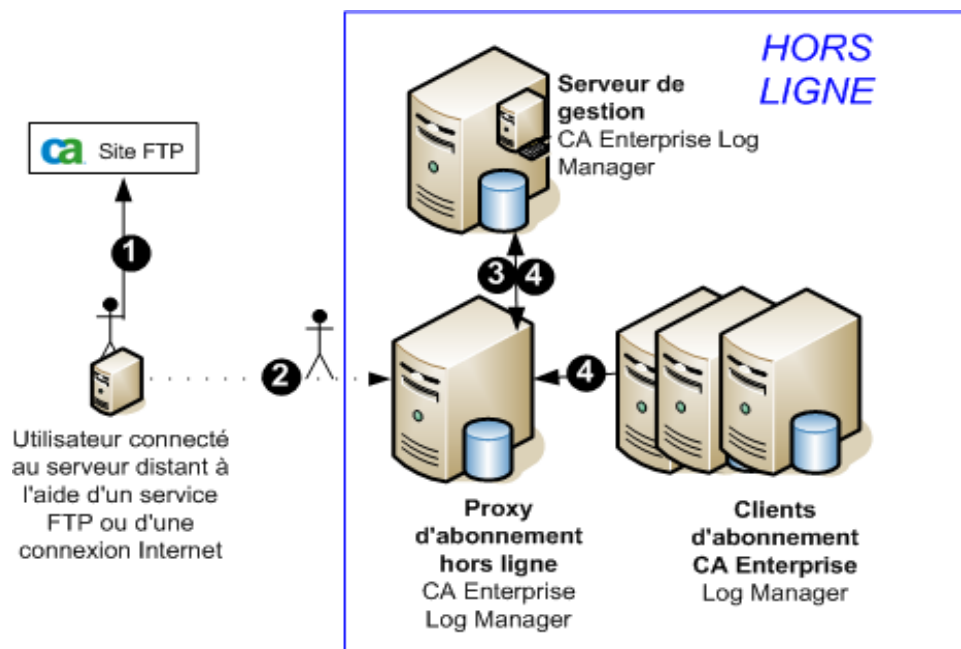 HORS
LIGNE
Serveur de
gestion
CA Enterprise Log
Manager
ca Site FTP
1
3 4
2
4
Utilisateur connecté
au serveur distant à
l'aide d'un service
FTP ou d'une
connexion Internet
Proxy
d'abonnement
hors ligne
CA Enterprise
Log Manager
Clients
d'abonnement
CA Enterprise
Log Manager